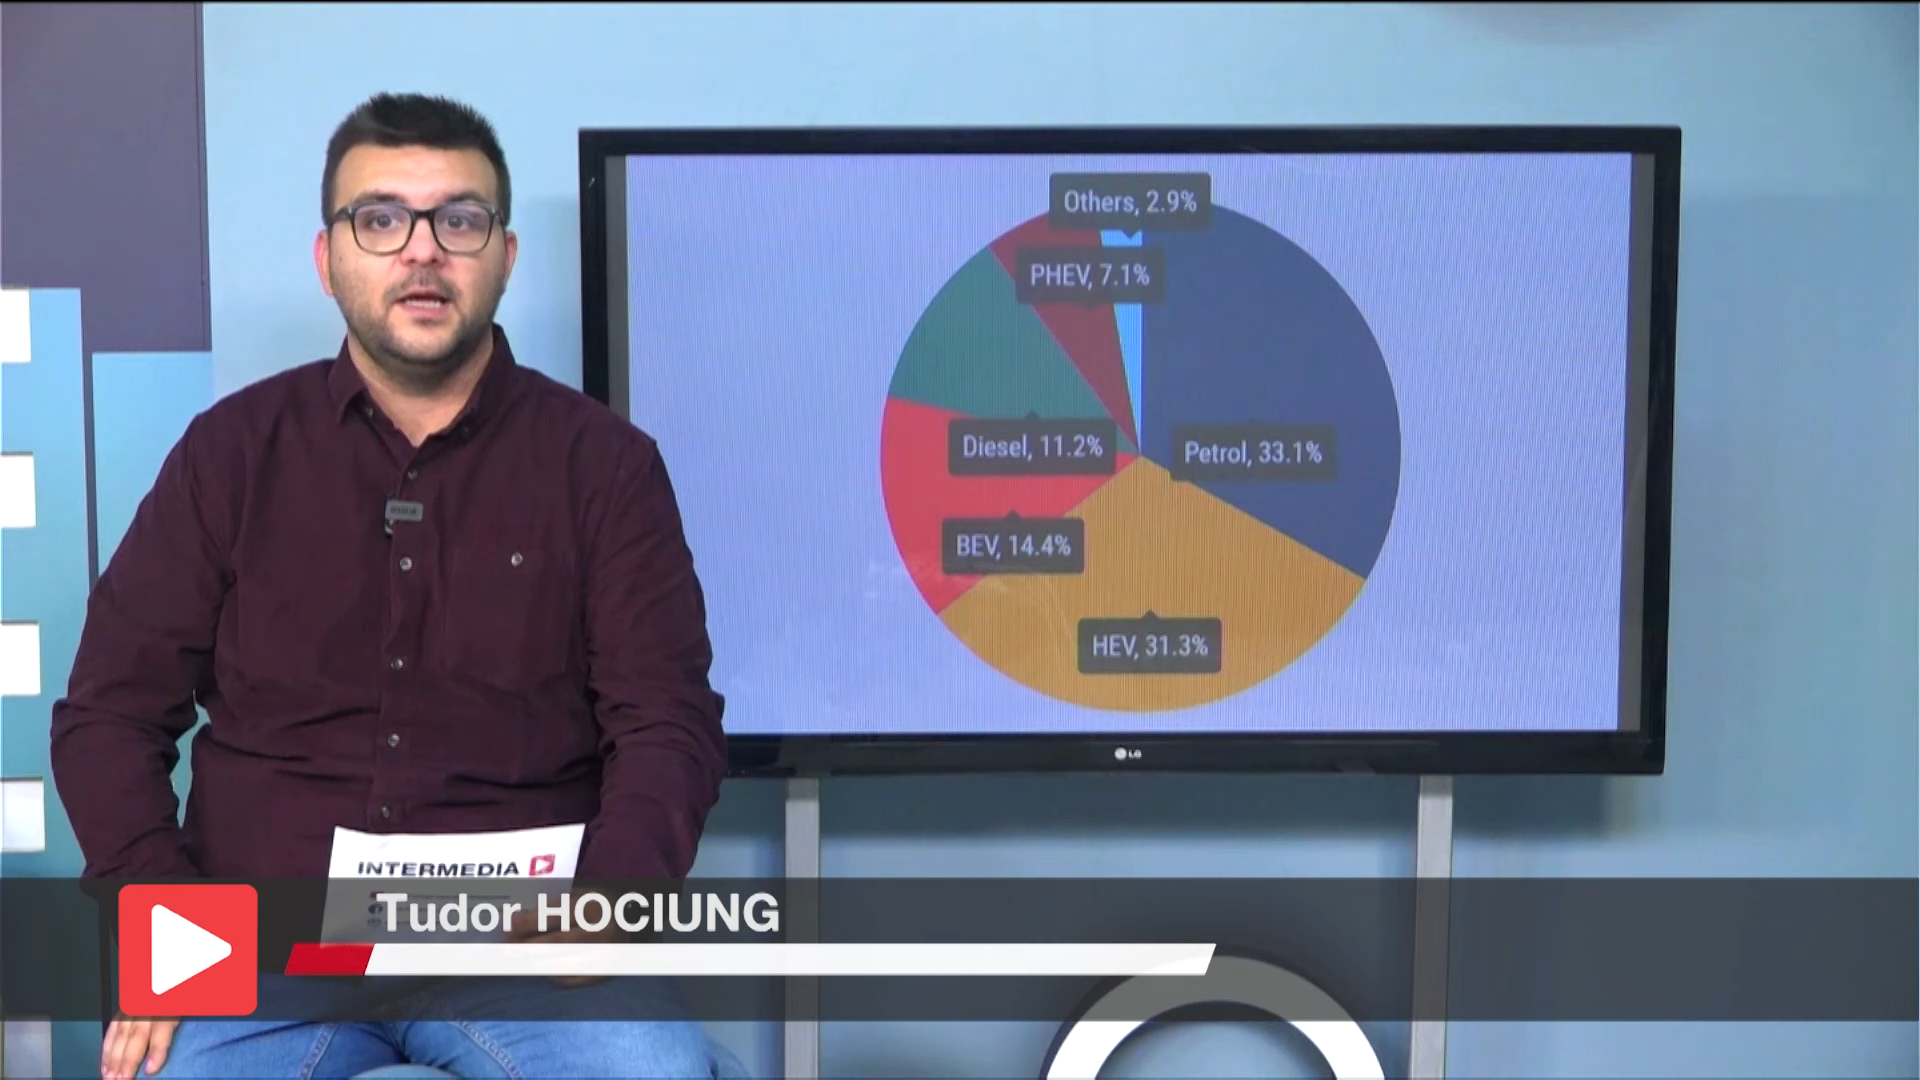 Others, 2.9%
PHEV, 7.1%
Diesel, 11.2%
Petrol, 33.1%
BEV, 14.4%
HEV, 31.3%
LG
INTERMEDIA
Tudor HOCIUNG